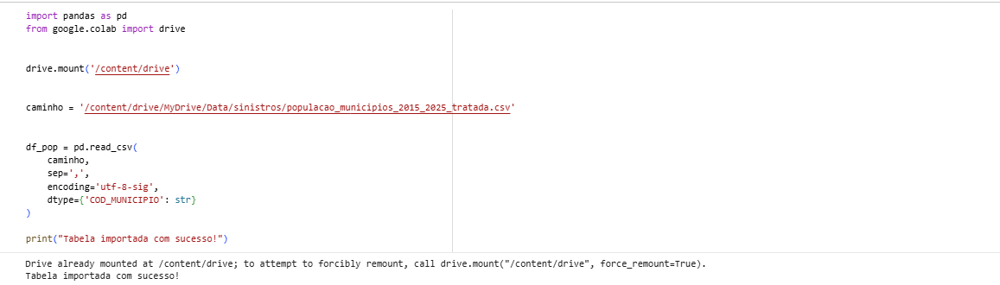 import pandas as pd
from google.colab import drive
drive.mount('/content/drive')
caminho = '/content/drive/MyDrive/Data/sinistros/populacao_municipios_2015_2025_tratada.csv'
df_pop = pd.read_csv(
    caminho,
    sep=',',
    encoding='utf-8-sig',
    dtype={'COD_MUNICIPIO': str}
)
print("Tabela importada com sucesso!")
Drive already mounted at /content/drive; to attempt to forcibly remount, call drive.mount("/content/drive", force_remount=True).
Tabela importada com sucesso!